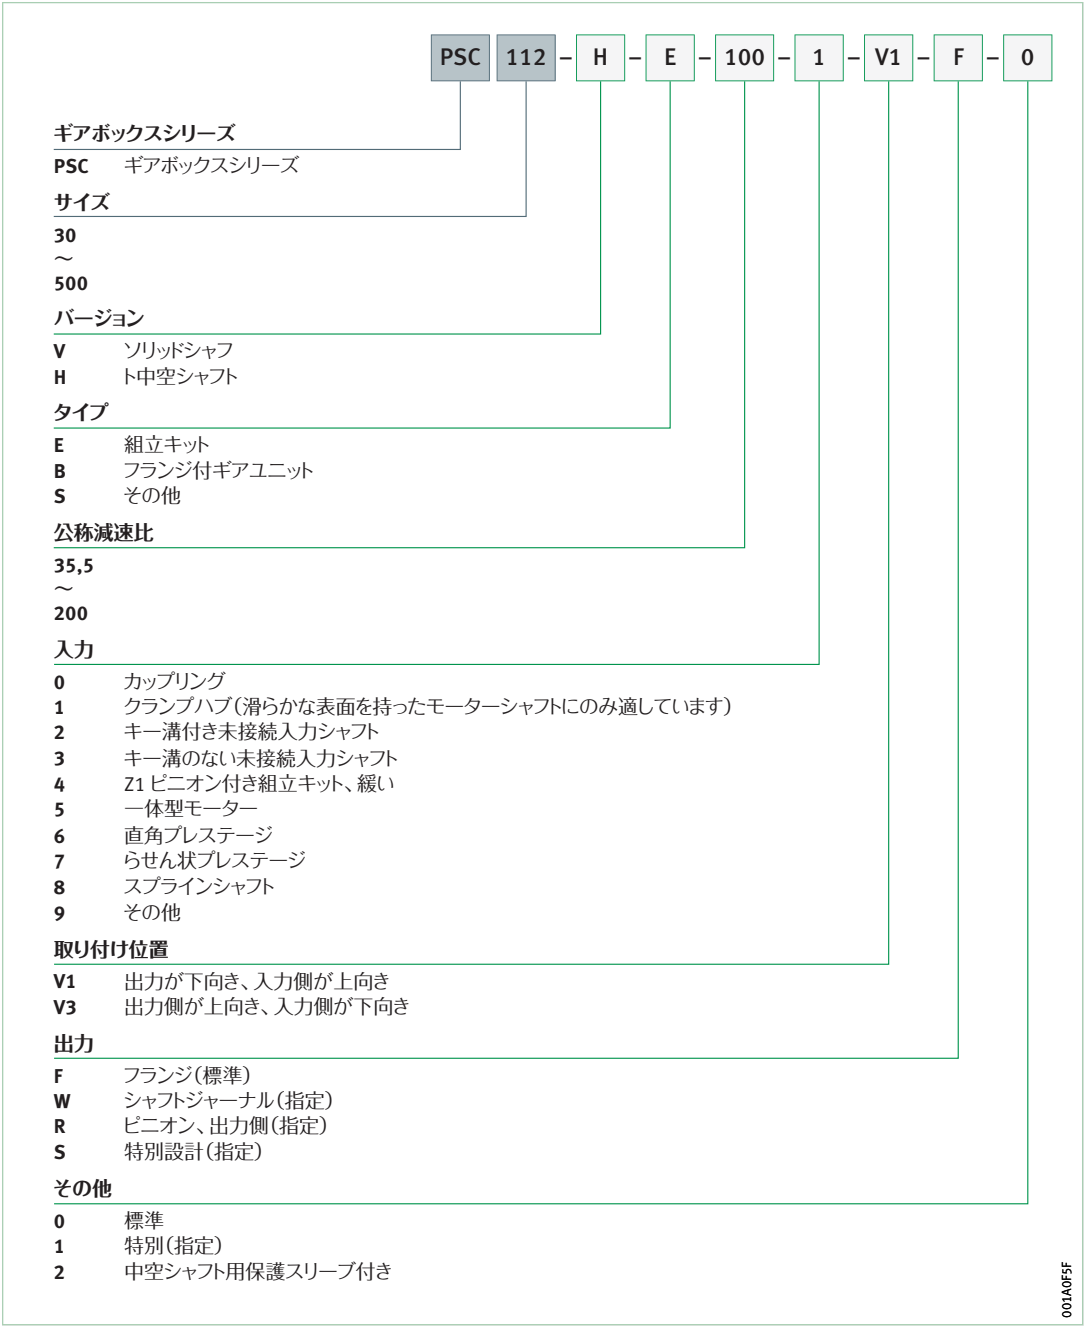 PSC 112 – H – E – 100 – 1 – V1 – F – 0
ギアボックスシリーズ
PSC ギアボックスシリーズ
サイズ
30
～
500
バージョン
V ソリッドシャフ
H ト中空シャフト
タイプ
E 組立キット
B フランジ付ギアユニット
S その他
公称減速比
35,5
～
200
入力
0 カップリング
1 クランプハブ（滑らかな表面を持ったモーターシャフトにのみ適しています）
2 キー溝付き未接続入力シャフト
3 キー溝のない未接続入力シャフト
4 Z1 ピニオン付き組立キット、緩い
5 一体型モーター
6 直角プレステージ
7 らせん状プレステージ
8 スプラインシャフト
9 その他
取り付け位置
V1 出力が下向き、入力側が上向き
V3 出力側が上向き、入力側が下向き
出力
F フランジ（標準）
W シャフトジャーナル（指定）
R ピニオン、出力側（指定）
S 特別設計（指定）
その他
0 標準
1 特別（指定）
2 中空シャフト用保護スリーブ付き
001A0F5F